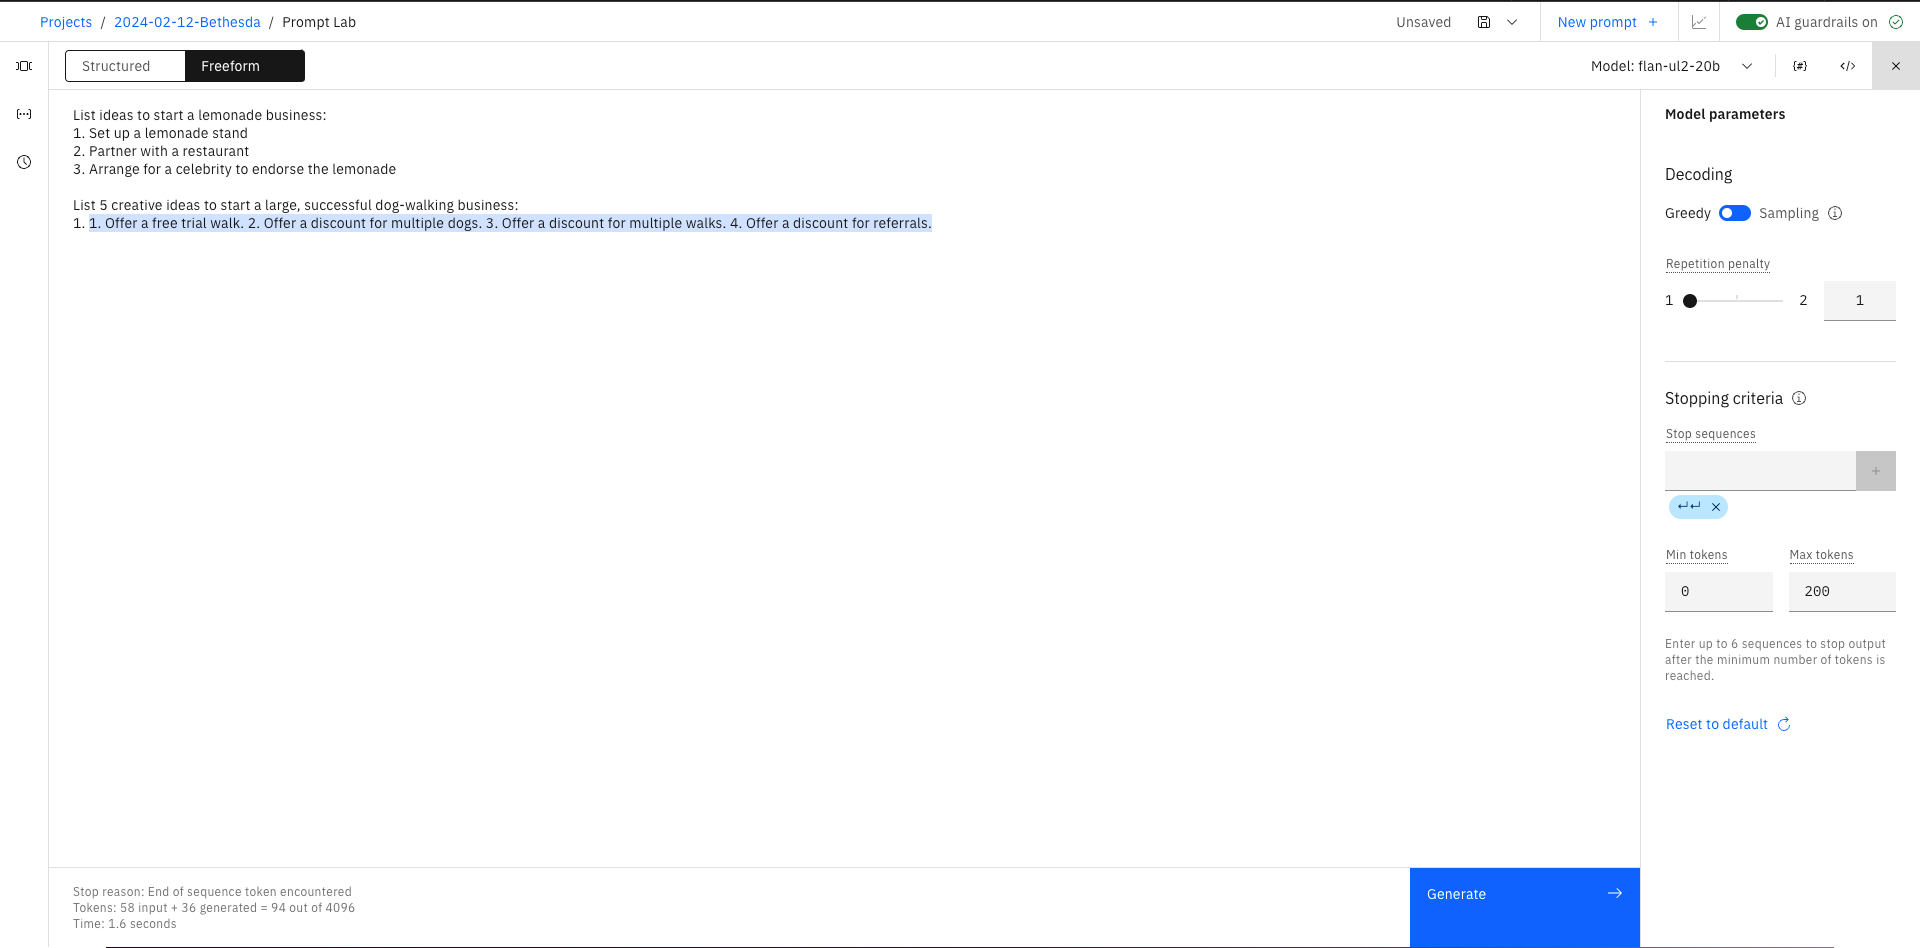 Projects / 2024-02-12-Bethesda / Prompt Lab
Unsaved
New prompt +
AI guardrails on
Structured
Freeform
Model: flan-ul2-20b
{#}
</>
List ideas to start a lemonade business:
1. Set up a lemonade stand
2. Partner with a restaurant
3. Arrange for a celebrity to endorse the lemonade
List 5 creative ideas to start a large, successful dog-walking business:
1. 1. Offer a free trial walk. 2. Offer a discount for multiple dogs. 3. Offer a discount for multiple walks. 4. Offer a discount for referrals.
Stop reason: End of sequence token encountered
Tokens: 58 input + 36 generated = 94 out of 4096
Time: 1.6 seconds
Generate
Model parameters
Decoding
Greedy
Sampling
Repetition penalty
1
2
1
Stopping criteria
Stop sequences
+
↵↵ ×
Min tokens
Max tokens
0
200
Enter up to 6 sequences to stop output
after the minimum number of tokens is
reached.
Reset to default